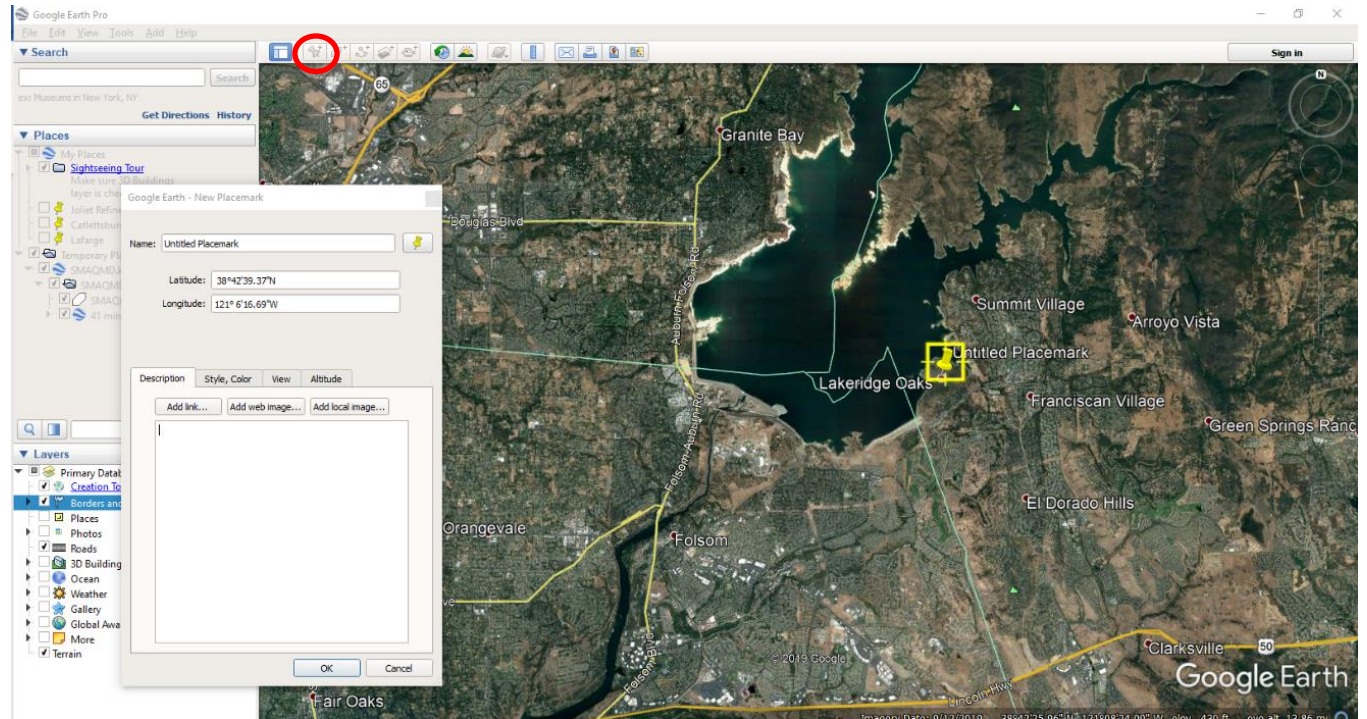 Google Earth Pro
File Edit View Tools Add Help
Search
Sign in
Search
ex: Museums in New York, NY
Get Directions History
Places
My Places
Sightseeing Tour
Make sure 3D Buildings
layer is che
Joliet Refin
Catlettsbur
Lafarge
Temporary Pl
SMAQMD.
SMAQM
SMAQ
41 min
Google Earth - New Placemark
Name: Untitled Placemark
Latitude: 38°42'39.37"N
Longitude: 121° 6'16.69"W
Description Style, Color View Altitude
Add link... Add web image... Add local image...
OK Cancel
Layers
Primary Datab
Creation To
Borders and
Places
Photos
Roads
3D Building
Ocean
Weather
Gallery
Global Awa
More
Terrain
65
N
Granite Bay
Douglas Blvd
Auburn Folsom Rd
Summit Village
Arroyo Vista
Untitled Placemark
Lakeridge Oaks
Franciscan Village
Green Springs Ranc
Folsom Auburn Rd
El Dorado Hills
Orangevale
Folsom
Clarksville
50
©2019 Google
Google Earth
Folsom Blvd
Lincoln Hwy
Fair Oaks